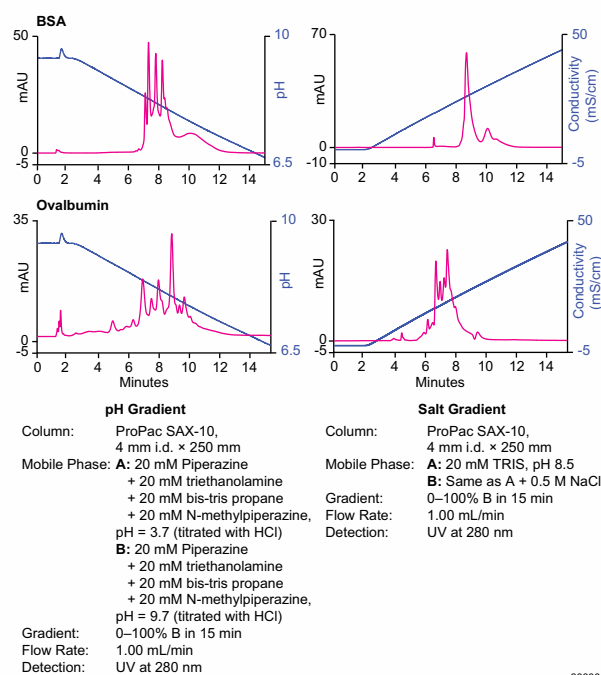 BSA
50
mAU
0
-5
0 2 4 6 8 10 12 14
10
pH
6.5
70
mAU
0
-10
0 2 4 6 8 10 12 14
50
Conductivity
(mS/cm)
-5
Ovalbumin
35
mAU
0
-5
0 2 4 6 8 10 12 14
Minutes
10
pH
6.5
30
mAU
0
-5
0 2 4 6 8 10 12 14
Minutes
50
Conductivity
(mS/cm)
-5
pH Gradient
Column: ProPac SAX-10,
4 mm i.d. × 250 mm
Mobile Phase: A: 20 mM Piperazine
+ 20 mM triethanolamine
+ 20 mM bis-tris propane
+ 20 mM N-methylpiperazine,
pH = 3.7 (titrated with HCl)
B: 20 mM Piperazine
+ 20 mM triethanolamine
+ 20 mM bis-tris propane
+ 20 mM N-methylpiperazine,
pH = 9.7 (titrated with HCl)
Gradient: 0–100% B in 15 min
Flow Rate: 1.00 mL/min
Detection: UV at 280 nm
Salt Gradient
Column: ProPac SAX-10,
4 mm i.d. × 250 mm
Mobile Phase: A: 20 mM TRIS, pH 8.5
B: Same as A + 0.5 M NaCl
Gradient: 0–100% B in 15 min
Flow Rate: 1.00 mL/min
Detection: UV at 280 nm